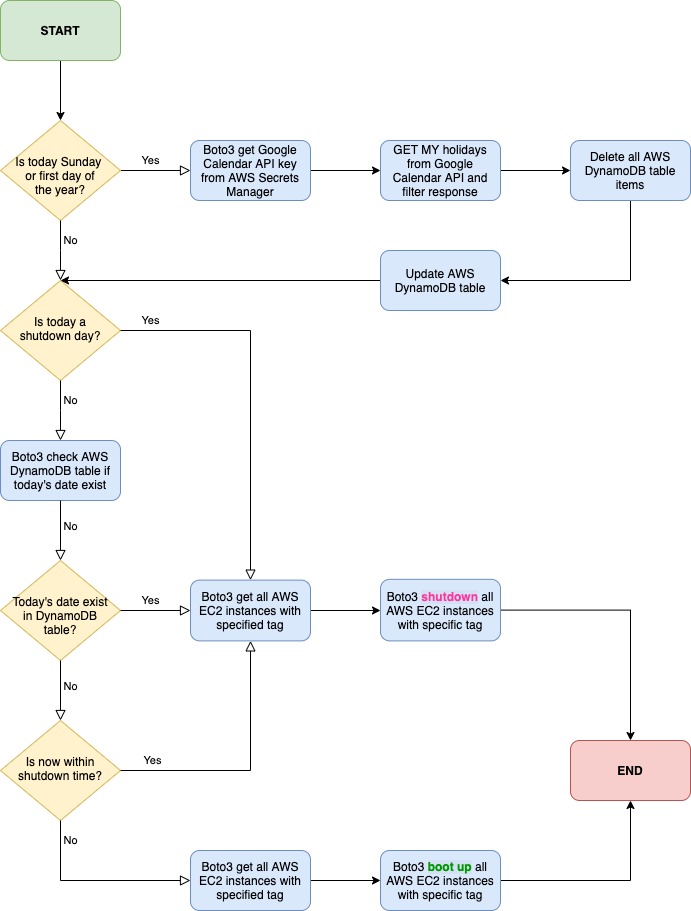 START
Is today Sunday
or first day of
the year?
Yes
Boto3 get Google
Calendar API key
from AWS Secrets
Manager
GET MY holidays
from Google
Calendar API and
filter response
Delete all AWS
DynamoDB table
items
No
Update AWS
DynamoDB table
Is today a
shutdown day?
Yes
No
Boto3 check AWS
DynamoDB table if
today's date exist
No
Today's date exist
in DynamoDB
table?
Yes
Boto3 get all AWS
EC2 instances with
specified tag
Boto3 shutdown all
AWS EC2 instances
with specific tag
No
Is now within
shutdown time?
Yes
END
No
Boto3 get all AWS
EC2 instances with
specified tag
Boto3 boot up all
AWS EC2 instances
with specific tag